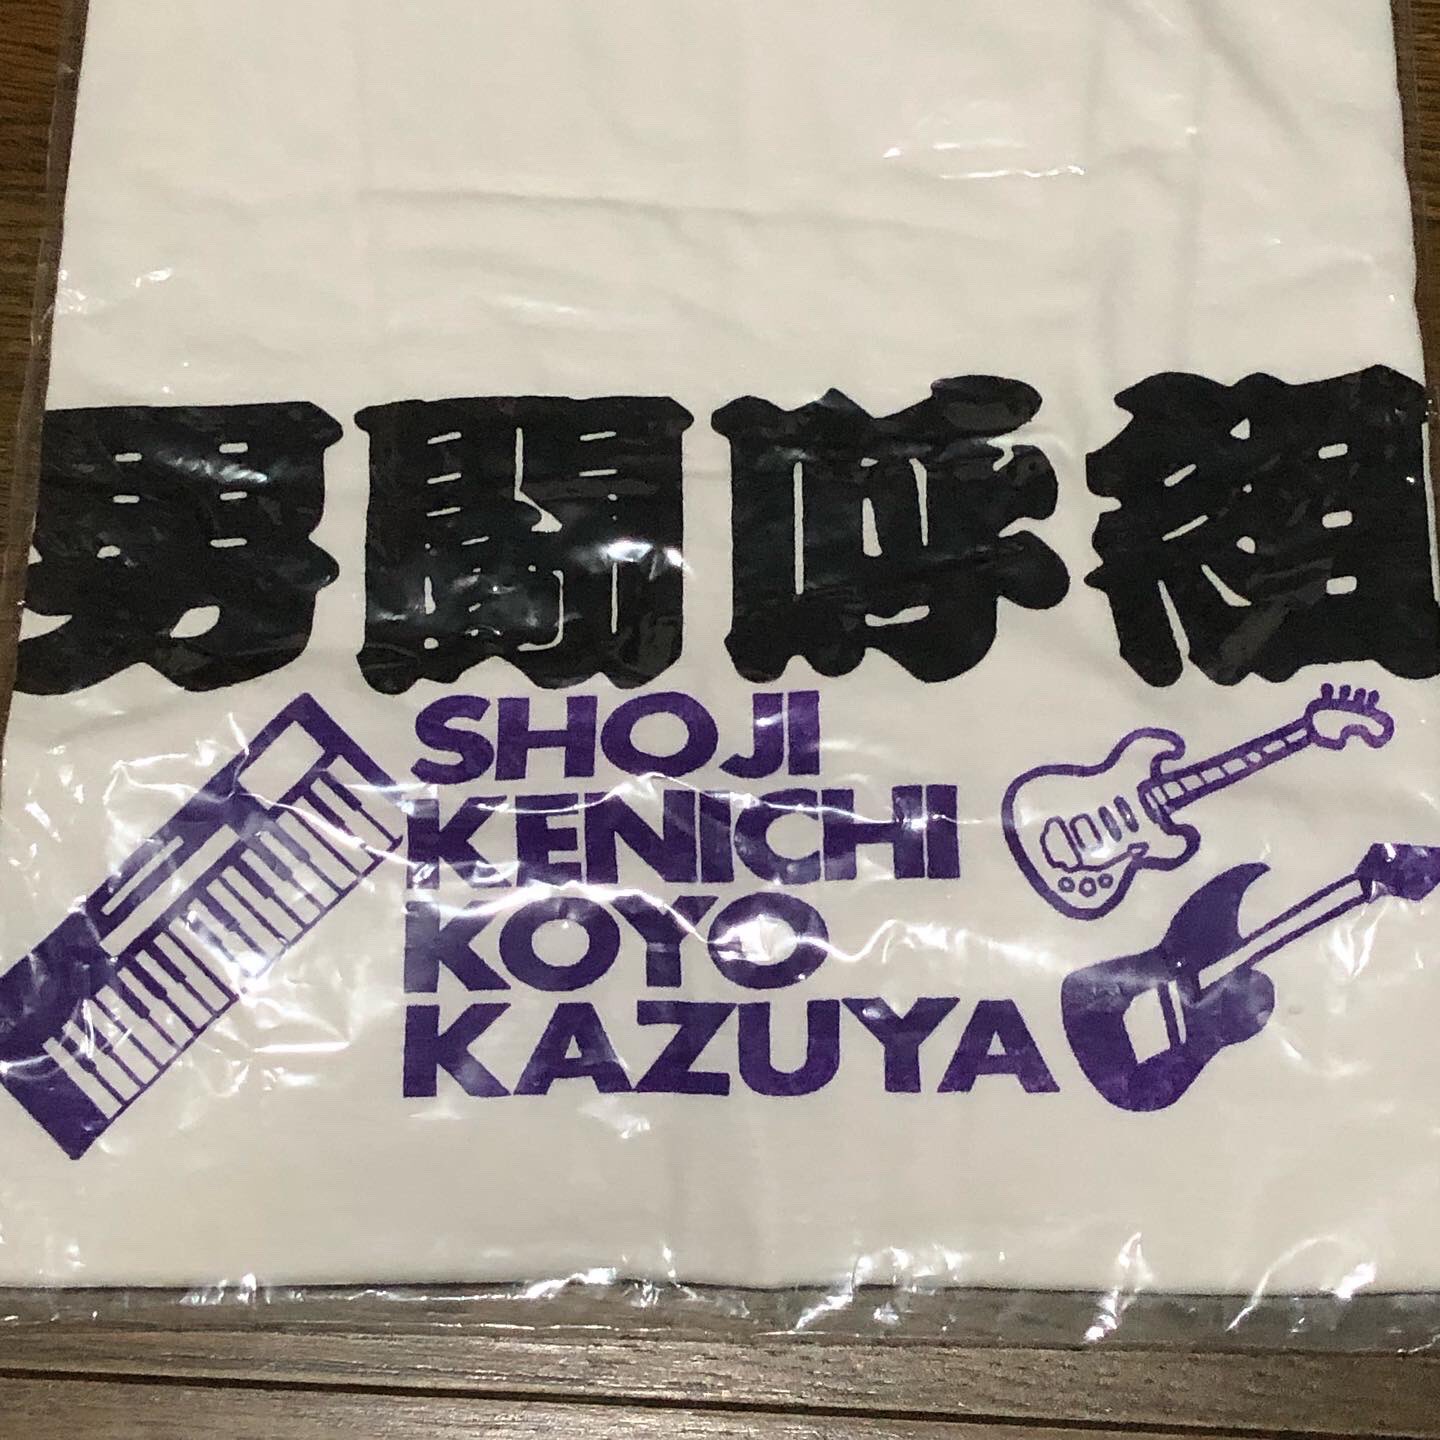 男闘呼組
SHOJI
KENICHI
KOYO
KAZUYA